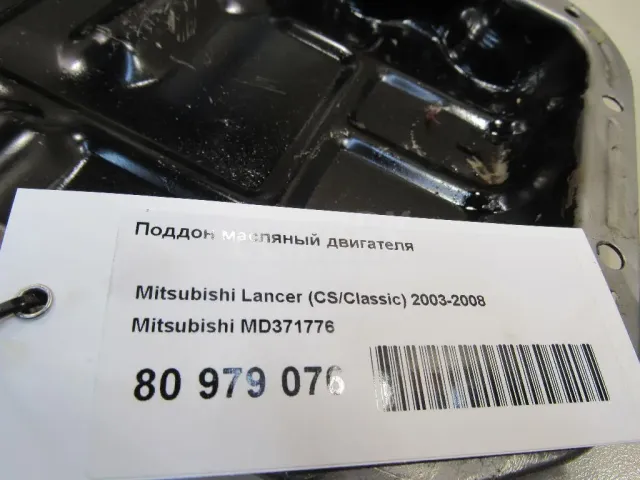 Поддон масляный двигателя
Mitsubishi Lancer (CS/Classic) 2003-2008
Mitsubishi MD371776
80 979 076